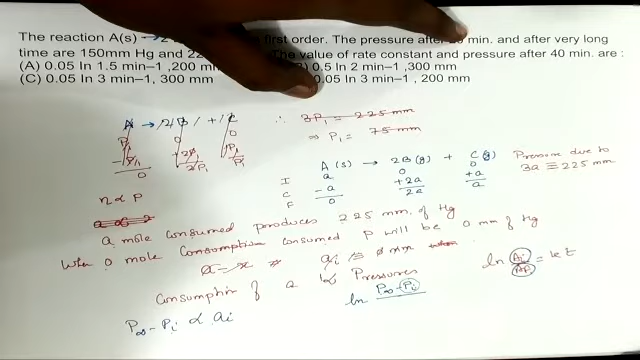 The reaction A(s) → 2 first order. The pressure after min. and after very long
time are 150mm Hg and 22 The value of rate constant and pressure after 40 min. are :
(A) 0.05 ln 1.5 min–1 ,200 mm 0.5 ln 2 min–1 ,300 mm
(C) 0.05 ln 3 min–1, 300 mm 0.05 ln 3 min–1 , 200 mm
A → 2B + C ∴ 3P₁ = 225 mm
⇒ P₁ = 75 mm
A (s) → 2B (g) + C (g) Pressure due to
I a 0 0 3a ≡ 225 mm
C -a +2a +a
F 0 2a a
n ∝ P
a mole consumed produces 225 mm. of Hg
When 0 mole Consumption consumed P will be 0 mm of Hg
Consumption of a ∝ Pressures
ln Ai/AP = kt
ln P∞ - Pi
P∞ - Pi ∝ ai